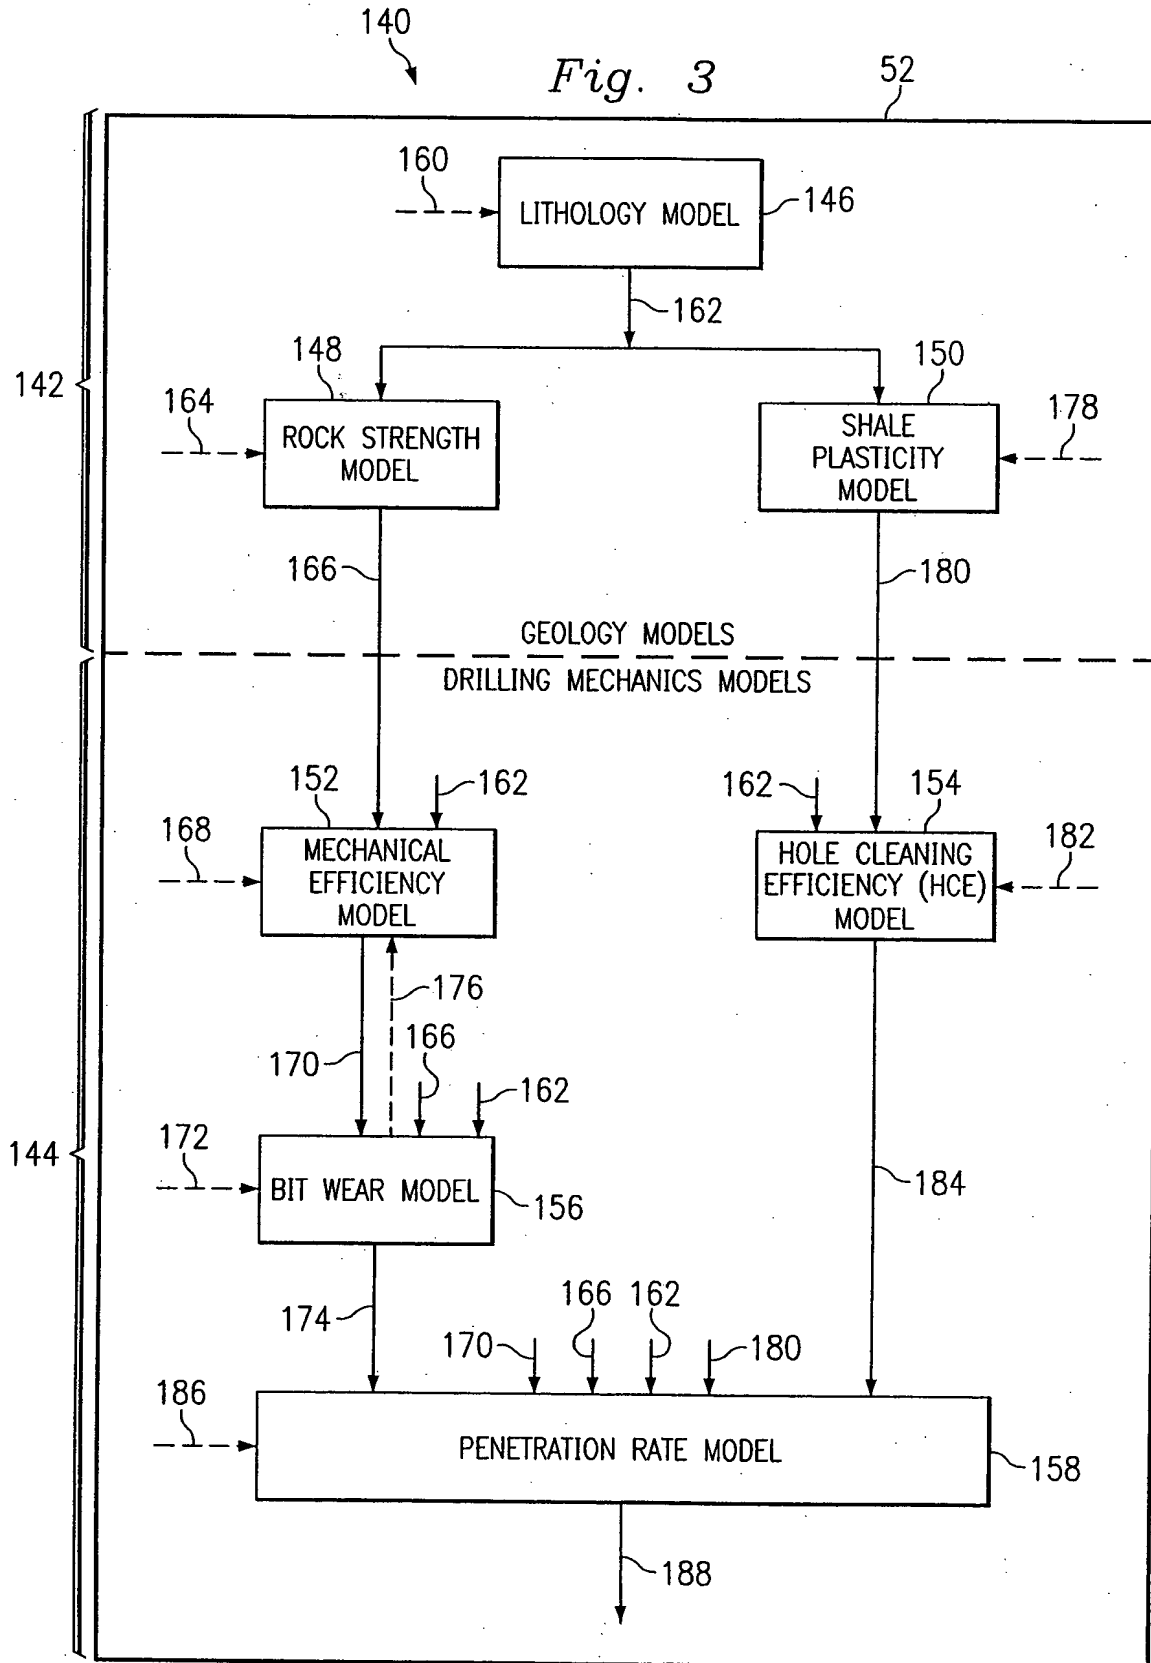 140
Fig. 3
52
160
LITHOLOGY MODEL
146
162
148
150
142
164
178
ROCK STRENGTH
MODEL
SHALE
PLASTICITY
MODEL
166
180
GEOLOGY MODELS
DRILLING MECHANICS MODELS
152
162
162
154
168
182
MECHANICAL
EFFICIENCY
MODEL
HOLE CLEANING
EFFICIENCY (HCE)
MODEL
176
166
170
162
172
144
BIT WEAR MODEL
156
184
174
166
162
170
180
186
PENETRATION RATE MODEL
158
188